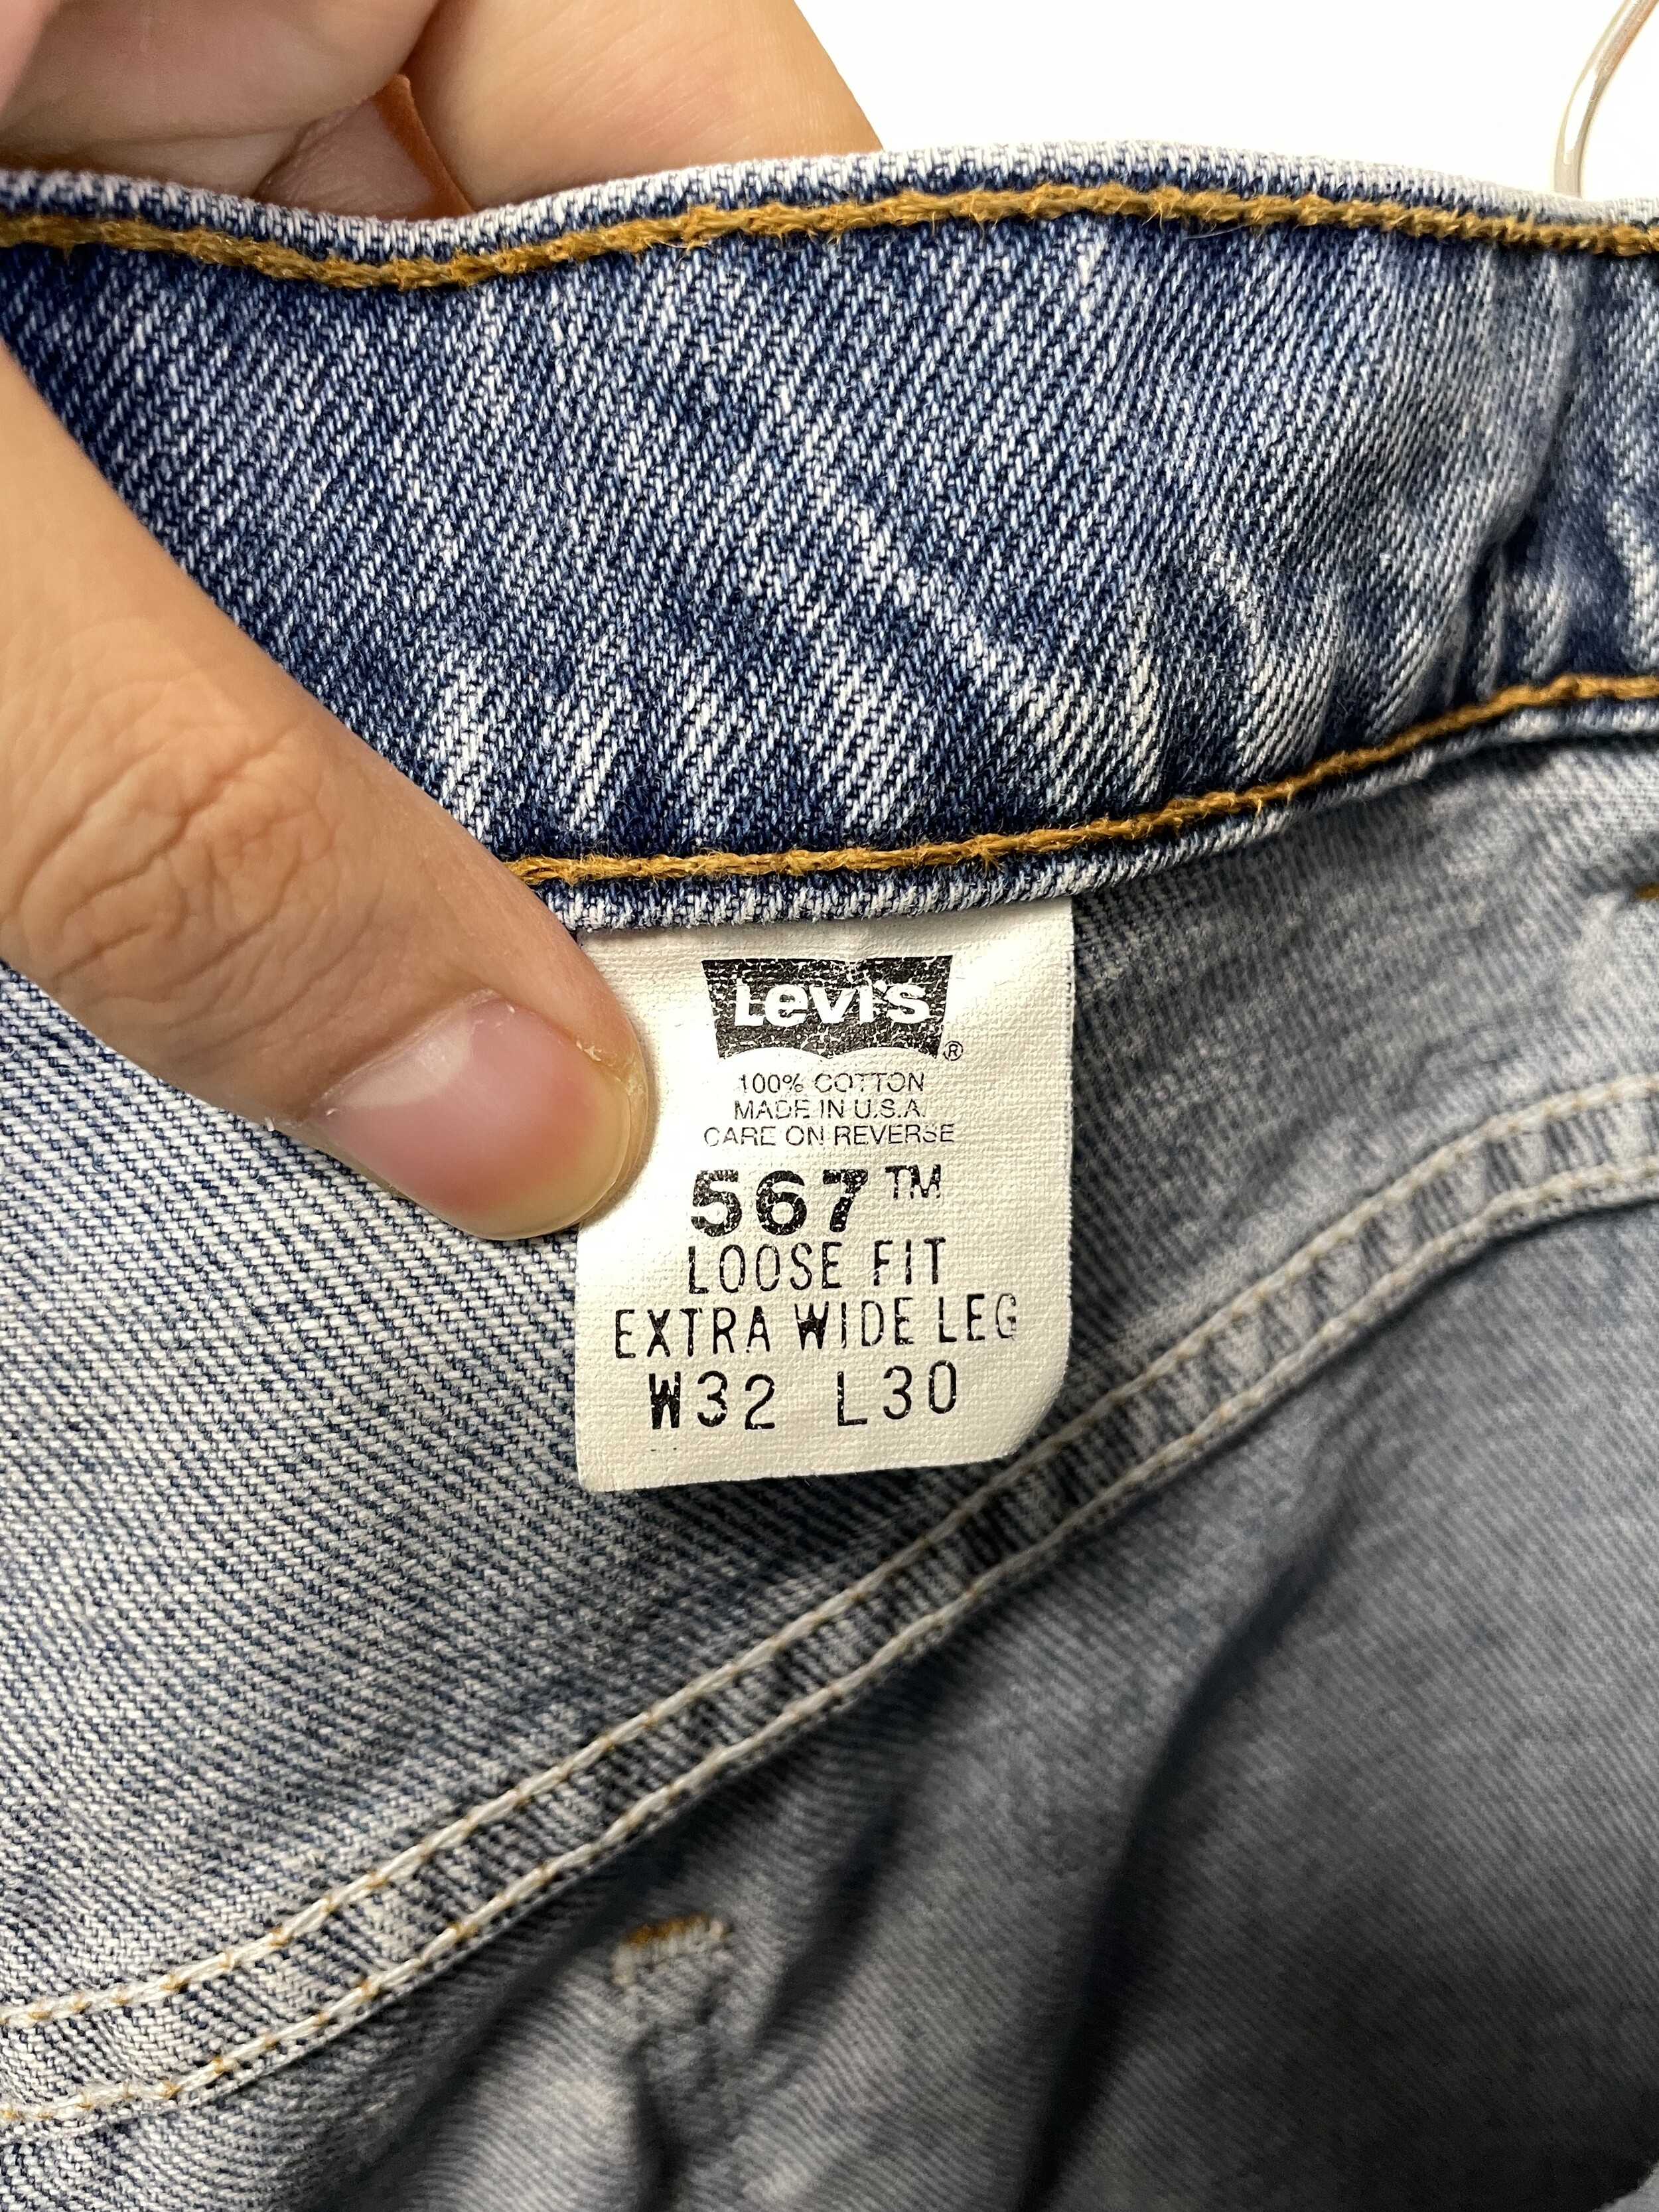 Levi's®
100% COTTON
MADE IN U.S.A.
CARE ON REVERSE
567™
LOOSE FIT
EXTRA WIDE LEG
W32 L30